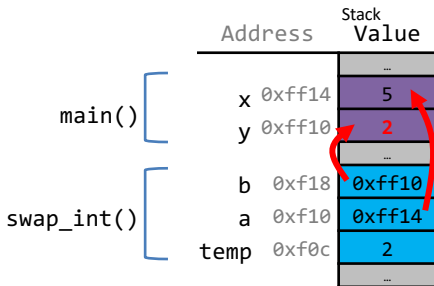 Stack
Address Value
…
x 0xff14 5
main()
y 0xff10 2
…
b 0xf18 0xff10
swap_int() a 0xf10 0xff14
temp 0xf0c 2
…